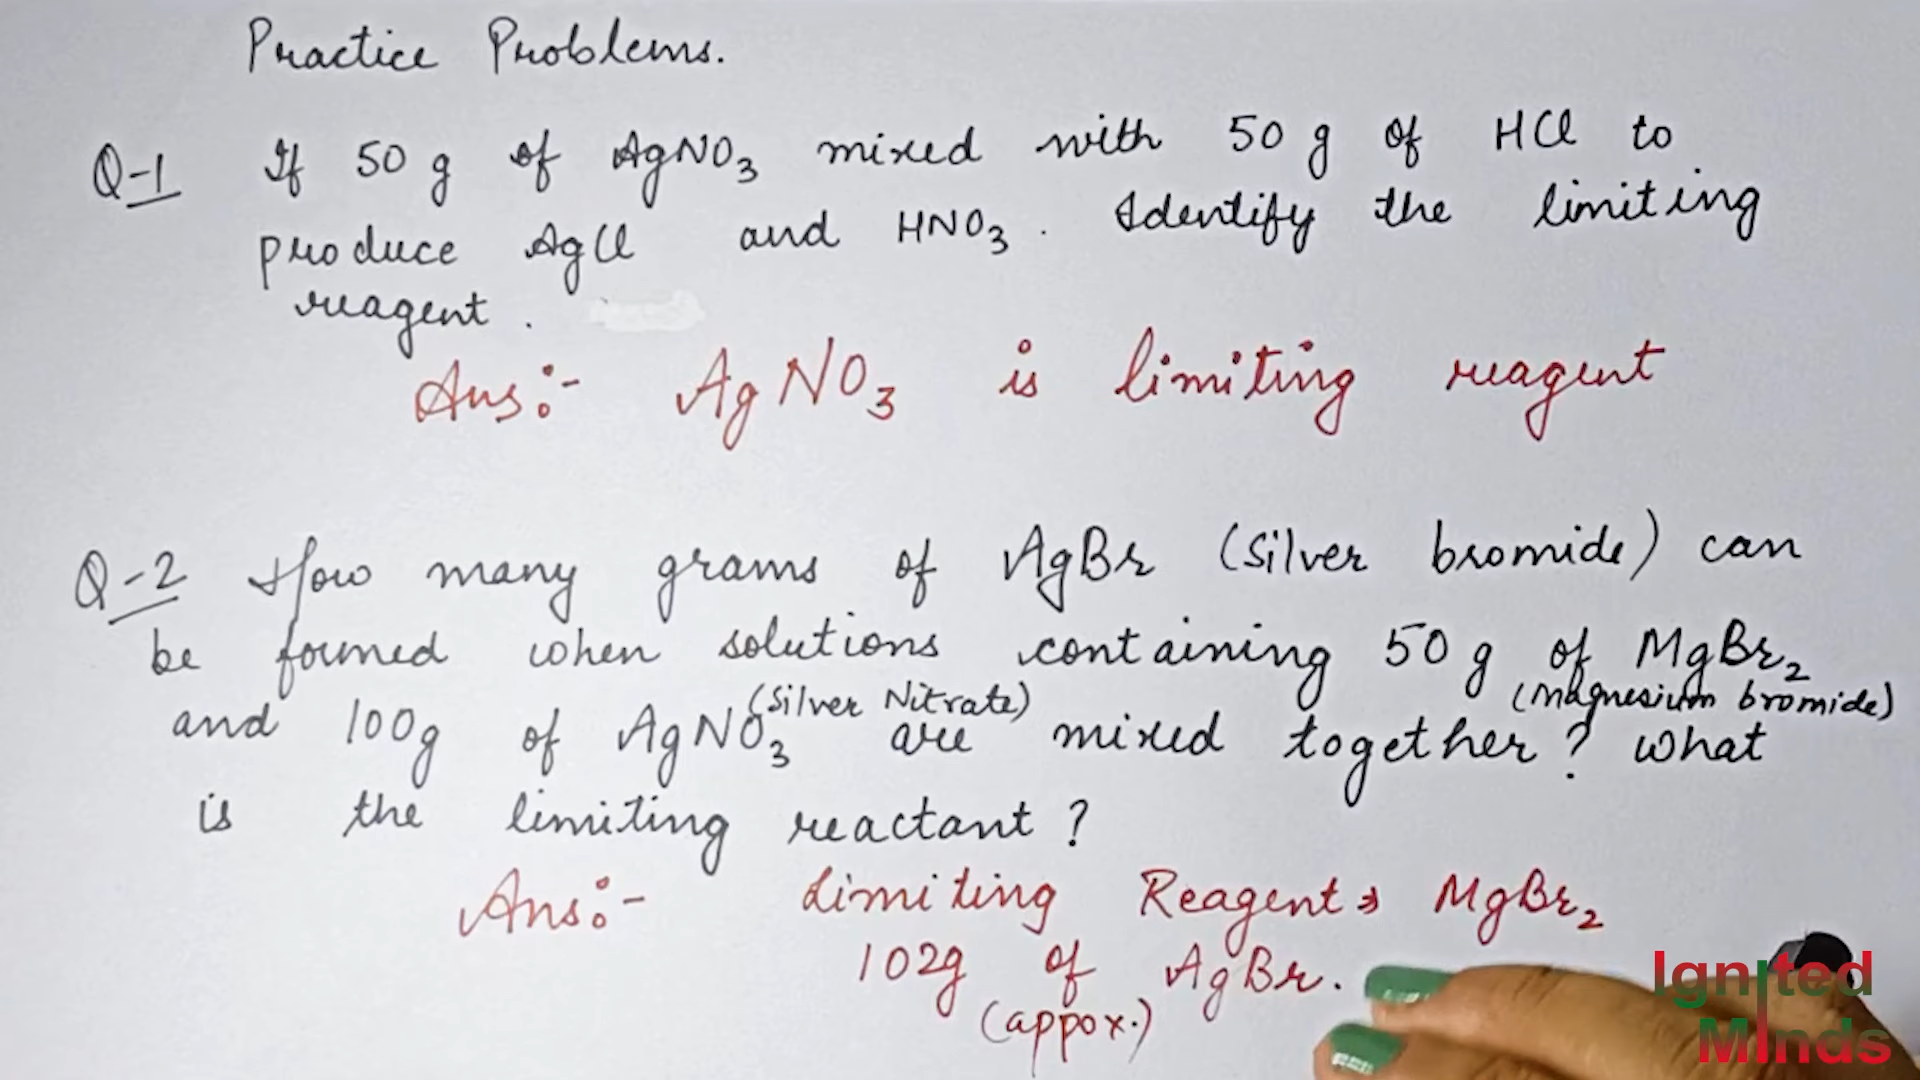 Practice Problems.
Q-1 If 50 g of AgNO3 mixed with 50 g of HCl to
produce AgCl and HNO3. Identify the limiting
reagent.
Ans:- AgNO3 is limiting reagent
Q-2 How many grams of AgBr (silver bromide) can
be formed when solutions containing 50 g of MgBr2
(Silver Nitrate) (magnesium bromide)
and 100g of AgNO3 are mixed together? what
is the limiting reactant?
Ans:- Limiting Reagent → MgBr2
102g of AgBr.
(appox.)
Ignited
Minds